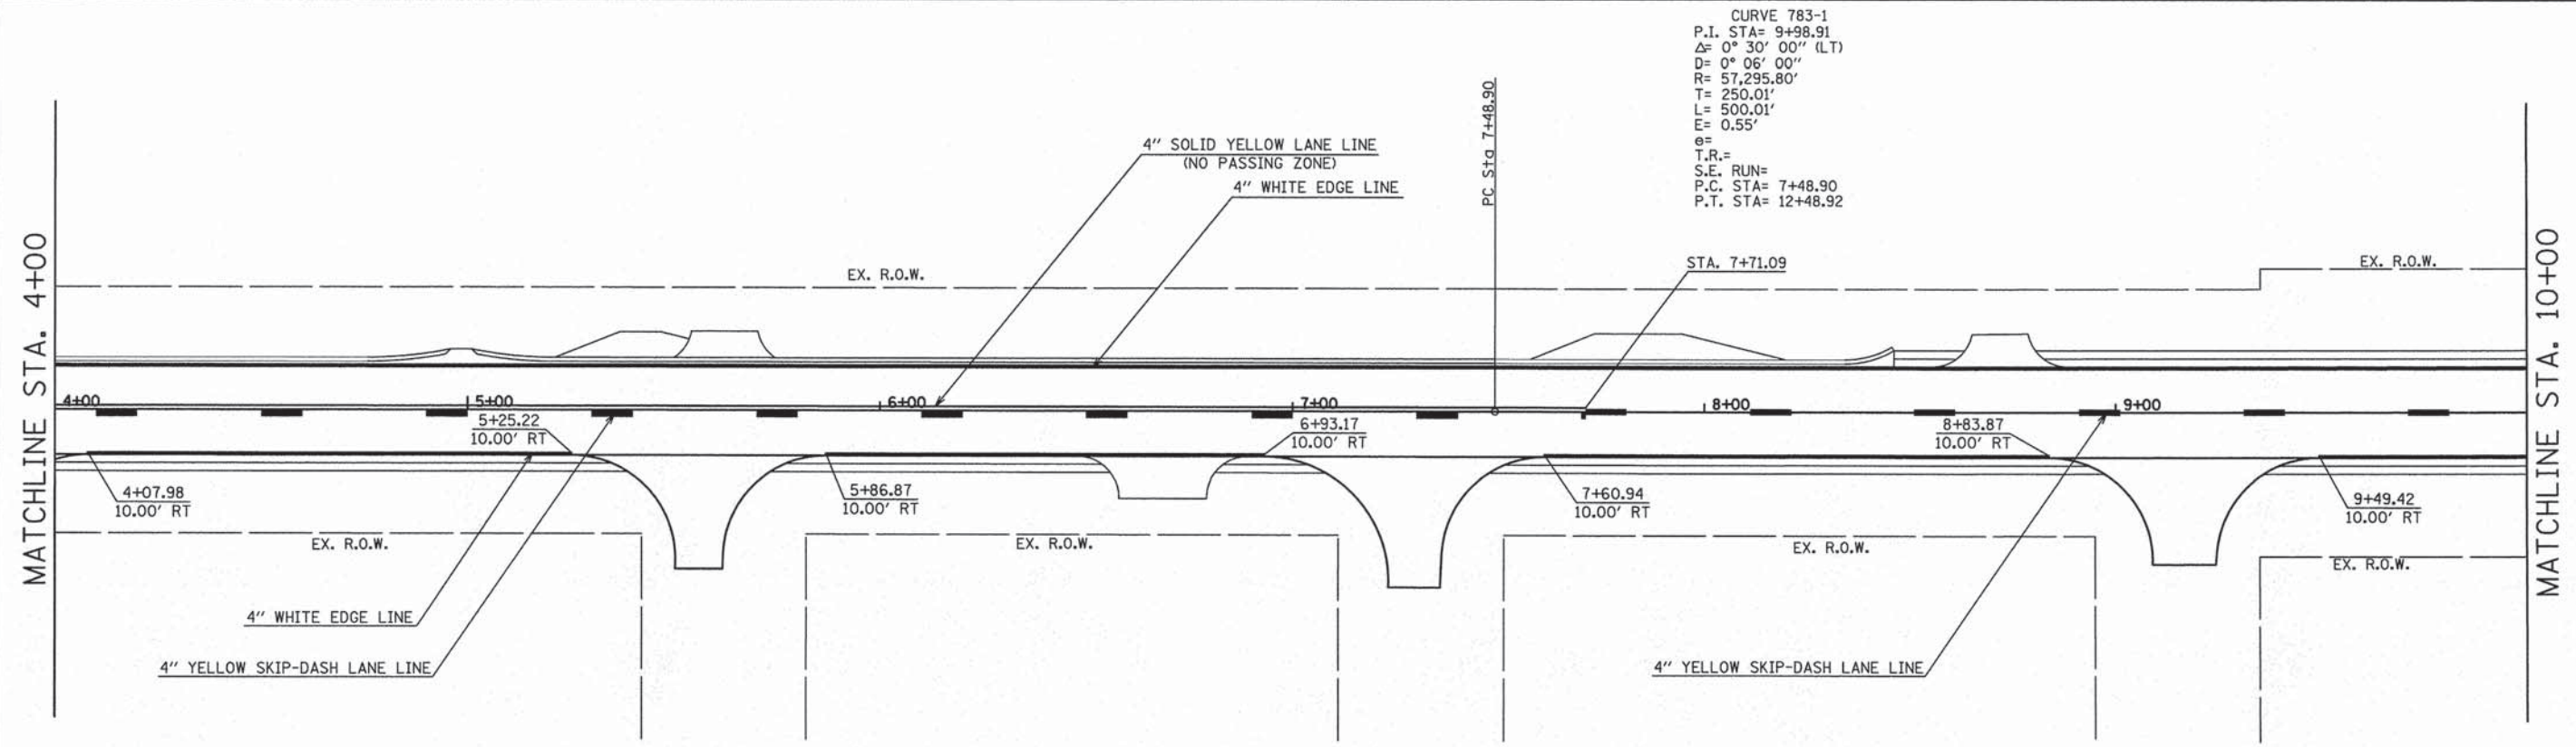 CURVE 783-1
P.I. STA= 9+98.91
Δ= 0° 30' 00" (LT)
D= 0° 06' 00"
R= 57,295.80'
T= 250.01'
L= 500.01'
E= 0.55'
e=
T.R.=
S.E. RUN=
P.C. STA= 7+48.90
P.T. STA= 12+48.92
PC Sta 7+48.90
4" SOLID YELLOW LANE LINE
(NO PASSING ZONE)
4" WHITE EDGE LINE
MATCHLINE STA. 4+00
EX. R.O.W.
STA. 7+71.09
EX. R.O.W.
MATCHLINE STA. 10+00
4+00
5+00
6+00
7+00
8+00
9+00
5+25.22
10.00' RT
6+93.17
10.00' RT
8+83.87
10.00' RT
4+07.98
10.00' RT
5+86.87
10.00' RT
7+60.94
10.00' RT
9+49.42
10.00' RT
EX. R.O.W.
EX. R.O.W.
EX. R.O.W.
EX. R.O.W.
4" WHITE EDGE LINE
4" YELLOW SKIP-DASH LANE LINE
4" YELLOW SKIP-DASH LANE LINE